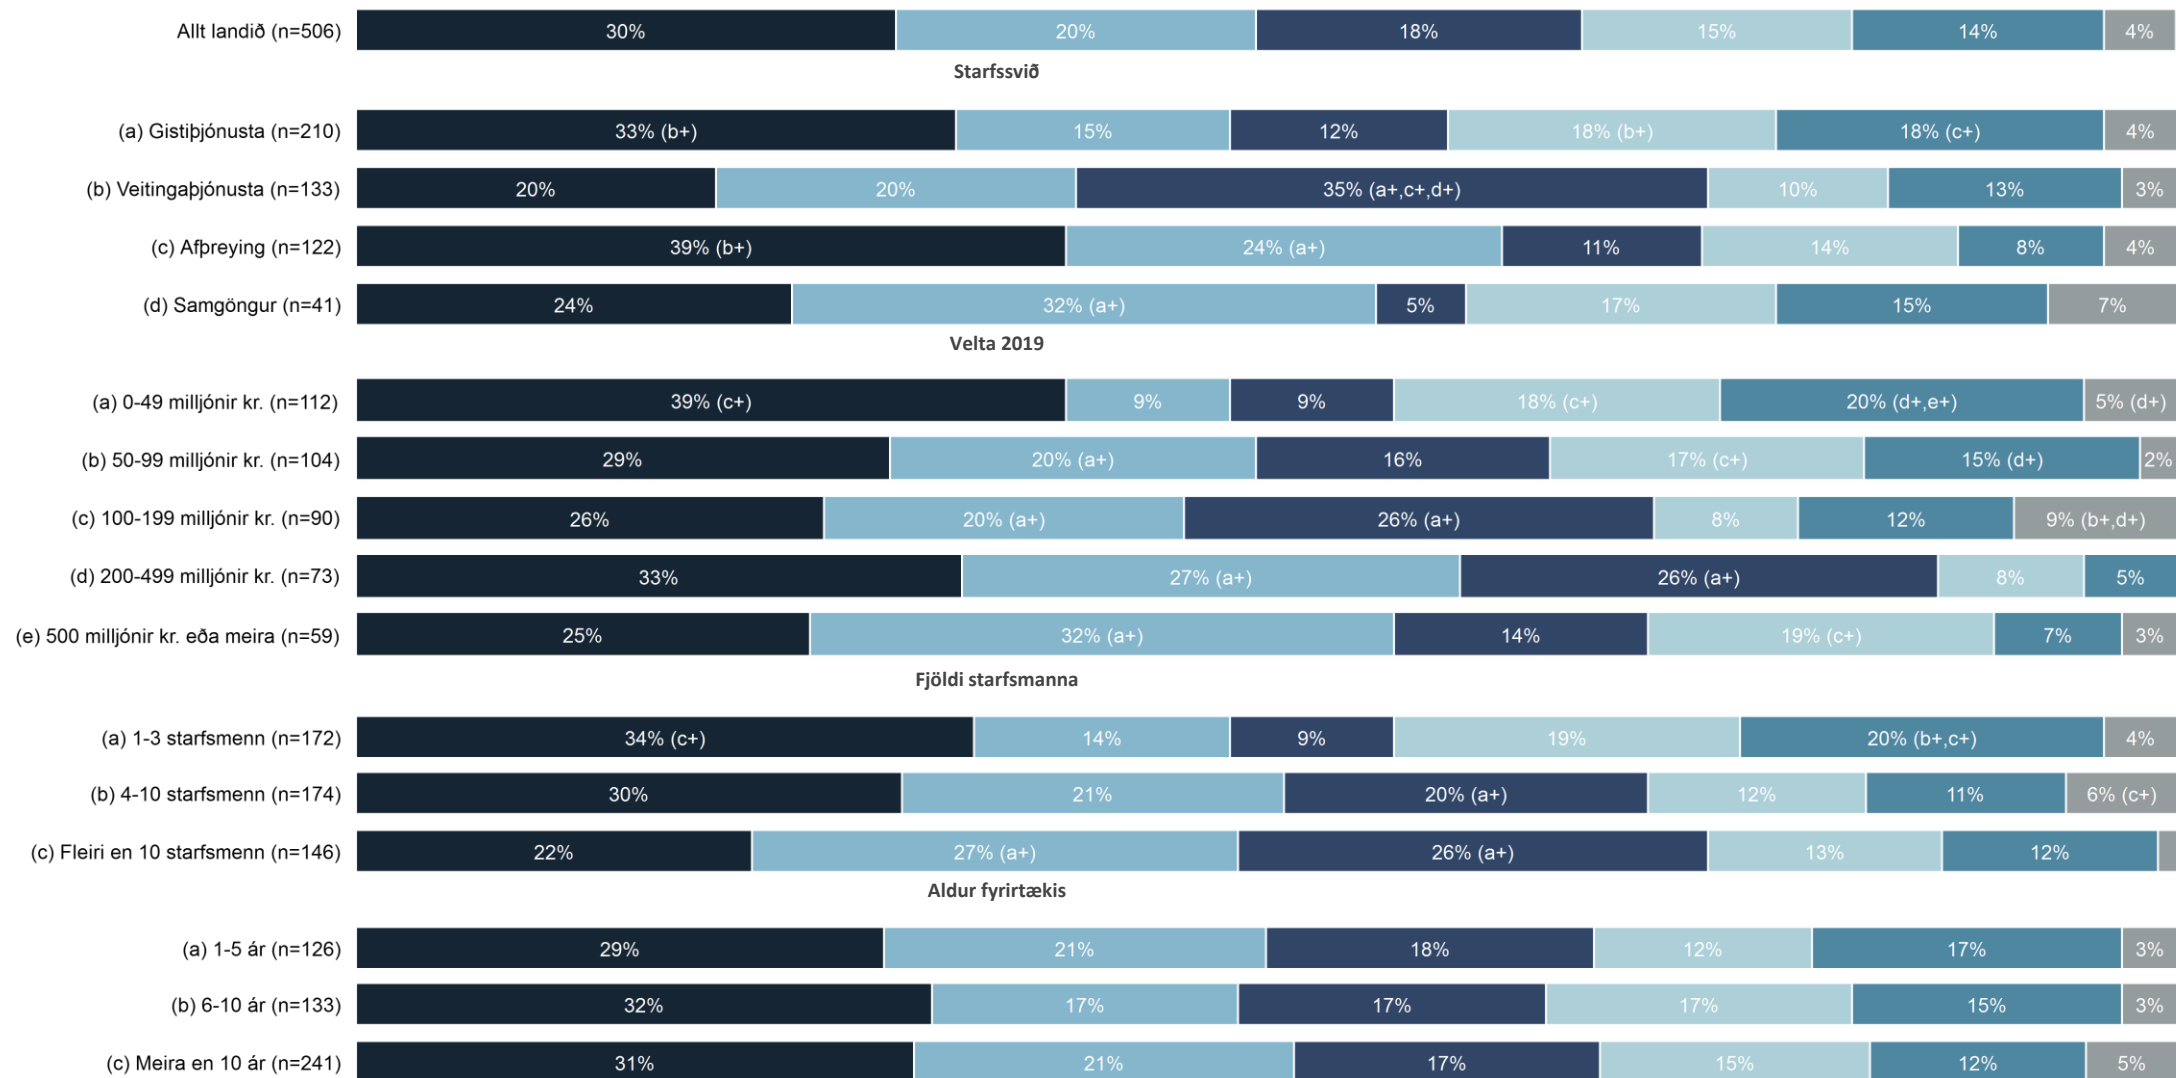 Allt landið (n=506) 30% 20% 18% 15% 14% 4%
Starfssvið
(a) Gistiþjónusta (n=210) 33% (b+) 15% 12% 18% (b+) 18% (c+) 4%
(b) Veitingaþjónusta (n=133) 20% 20% 35% (a+,c+,d+) 10% 13% 3%
(c) Afþreying (n=122) 39% (b+) 24% (a+) 11% 14% 8% 4%
(d) Samgöngur (n=41) 24% 32% (a+) 5% 17% 15% 7%
Velta 2019
(a) 0-49 milljónir kr. (n=112) 39% (c+) 9% 9% 18% (c+) 20% (d+,e+) 5% (d+)
(b) 50-99 milljónir kr. (n=104) 29% 20% (a+) 16% 17% (c+) 15% (d+) 2%
(c) 100-199 milljónir kr. (n=90) 26% 20% (a+) 26% (a+) 8% 12% 9% (b+,d+)
(d) 200-499 milljónir kr. (n=73) 33% 27% (a+) 26% (a+) 8% 5%
(e) 500 milljónir kr. eða meira (n=59) 25% 32% (a+) 14% 19% (c+) 7% 3%
Fjöldi starfsmanna
(a) 1-3 starfsmenn (n=172) 34% (c+) 14% 9% 19% 20% (b+,c+) 4%
(b) 4-10 starfsmenn (n=174) 30% 21% 20% (a+) 12% 11% 6% (c+)
(c) Fleiri en 10 starfsmenn (n=146) 22% 27% (a+) 26% (a+) 13% 12%
Aldur fyrirtækis
(a) 1-5 ár (n=126) 29% 21% 18% 12% 17% 3%
(b) 6-10 ár (n=133) 32% 17% 17% 17% 15% 3%
(c) Meira en 10 ár (n=241) 31% 21% 17% 15% 12% 5%